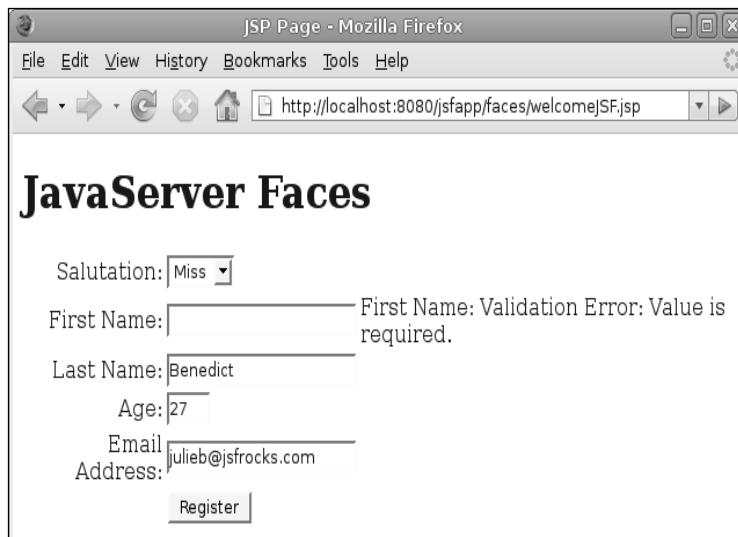 JSP Page - Mozilla Firefox
File Edit View History Bookmarks Tools Help
http://localhost:8080/jsfapp/faces/welcomeJSF.jsp
JavaServer Faces
Salutation: Miss
First Name: First Name: Validation Error: Value is
required.
Last Name: Benedict
Age: 27
Email
Address: julieb@jsfrocks.com
Register